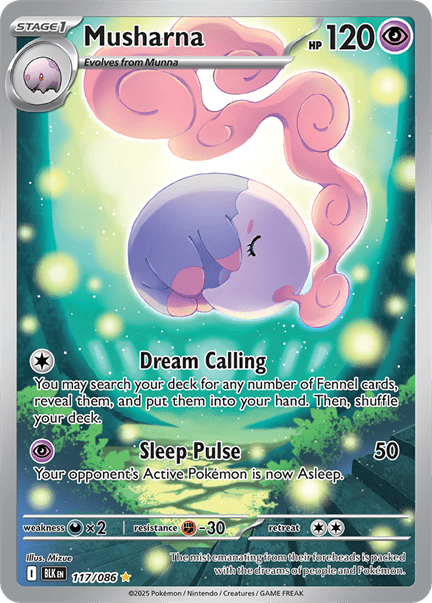 STAGE 1
Musharna
HP 120
Evolves from Munna
Dream Calling
You may search your deck for any number of Fennel cards,
reveal them, and put them into your hand. Then, shuffle
your deck.
Sleep Pulse 50
Your opponent's Active Pokémon is now Asleep.
weakness ×2 resistance -30 retreat
Illus. Mizue
The mist emanating from their foreheads is packed
with the dreams of people and Pokémon.
I BLK EN 117/086
©2025 Pokémon / Nintendo / Creatures / GAME FREAK